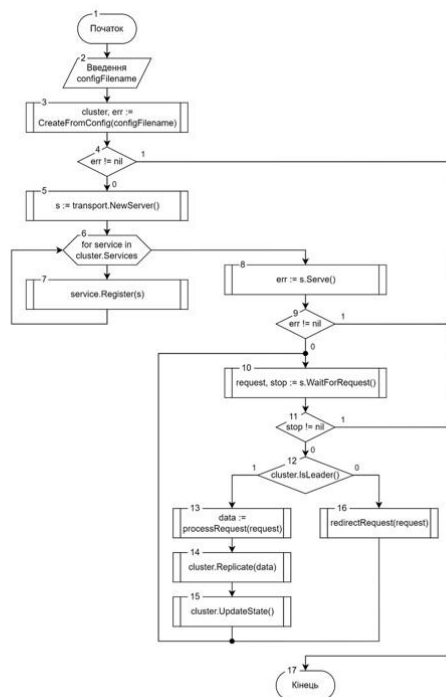 1
Початок
2
Введення
configFilename
3
cluster, err :=
CreateFromConfig(configFilename)
4
err != nil
1
0
5
s := transport.NewServer()
6
for service in
cluster.Services
7
service.Register(s)
8
err := s.Serve()
9
err != nil
1
0
10
request, stop := s.WaitForRequest()
11
stop != nil
1
0
12
cluster.IsLeader()
1
0
13
data :=
processRequest(request)
14
cluster.Replicate(data)
15
cluster.UpdateState()
16
redirectRequest(request)
17
Кінець